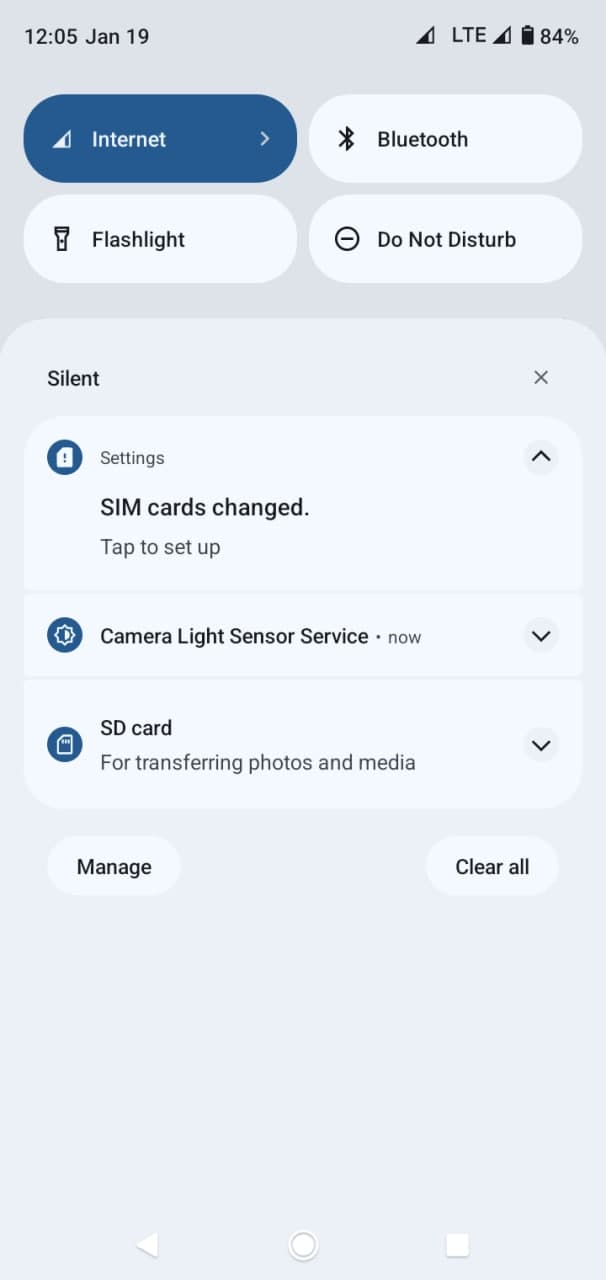 12:05 Jan 19 LTE 84%
Internet Bluetooth
Flashlight Do Not Disturb
Silent
Settings
SIM cards changed.
Tap to set up
Camera Light Sensor Service • now
SD card
For transferring photos and media
Manage Clear all